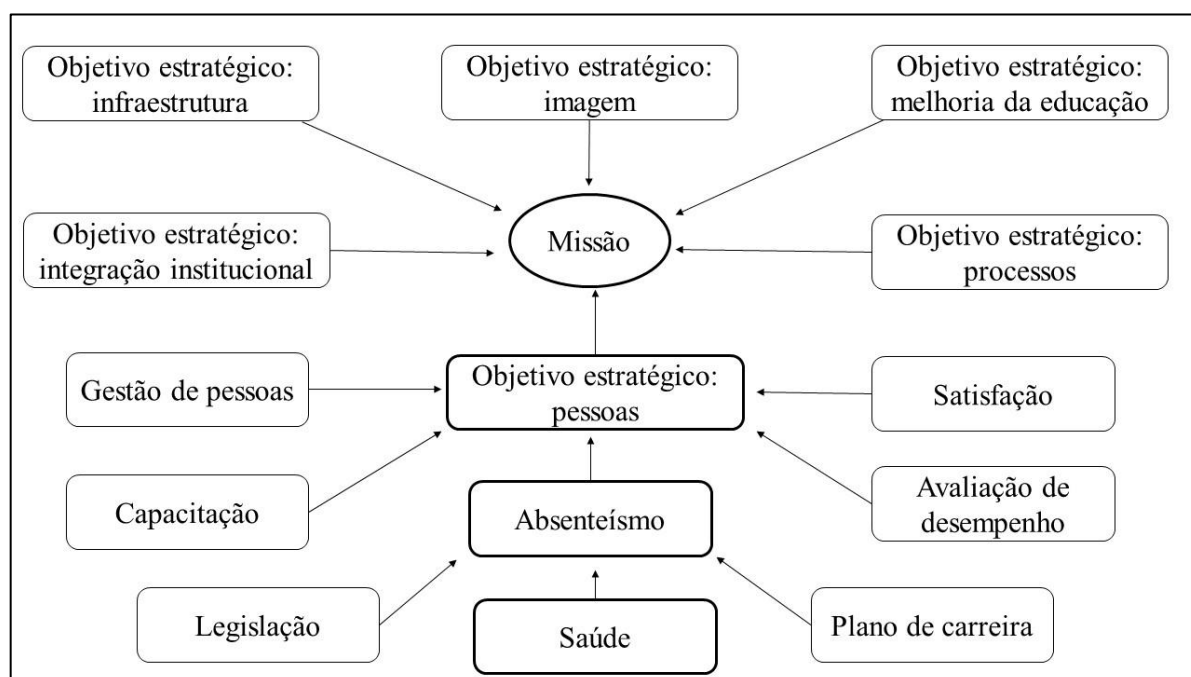 Objetivo estratégico:
infraestrutura
Objetivo estratégico:
imagem
Objetivo estratégico:
melhoria da educação
Objetivo estratégico:
integração institucional
Missão
Objetivo estratégico:
processos
Gestão de pessoas
Objetivo estratégico:
pessoas
Satisfação
Capacitação
Absenteísmo
Avaliação de
desempenho
Legislação
Saúde
Plano de carreira